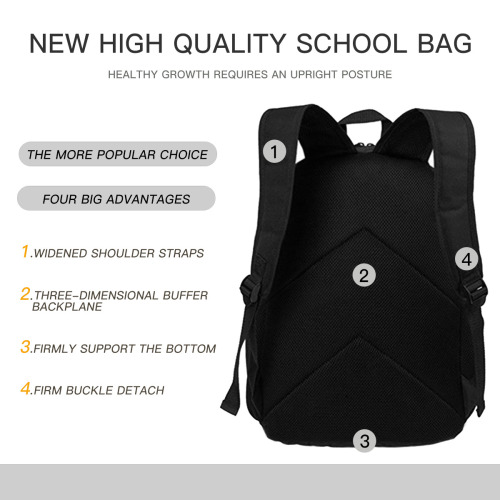 NEW HIGH QUALITY SCHOOL BAG
HEALTHY GROWTH REQUIRES AN UPRIGHT POSTURE
THE MORE POPULAR CHOICE
FOUR BIG ADVANTAGES
1.WIDENED SHOULDER STRAPS
2.THREE-DIMENSIONAL BUFFER
BACKPLANE
3.FIRMLY SUPPORT THE BOTTOM
4.FIRM BUCKLE DETACH
1
4
2
3